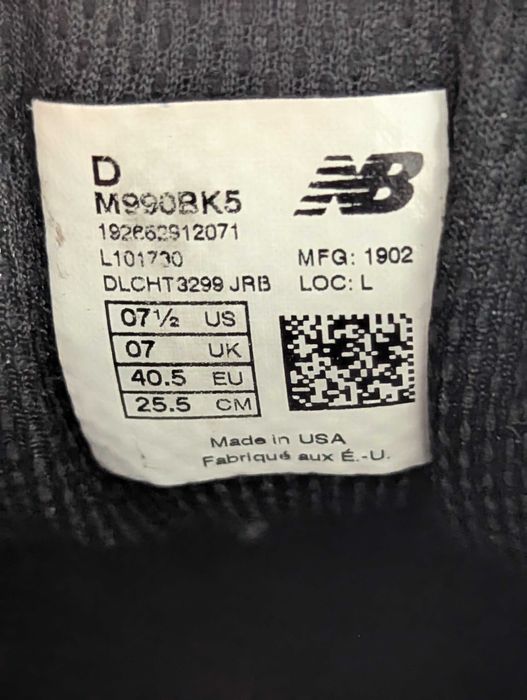 D
NB
M990BK5
192662912071
L101730
MFG: 1902
DLCHT3299 JRB
LOC: L
07½ US
07 UK
40.5 EU
25.5 CM
Made in USA
Fabriqué aux É.-U.